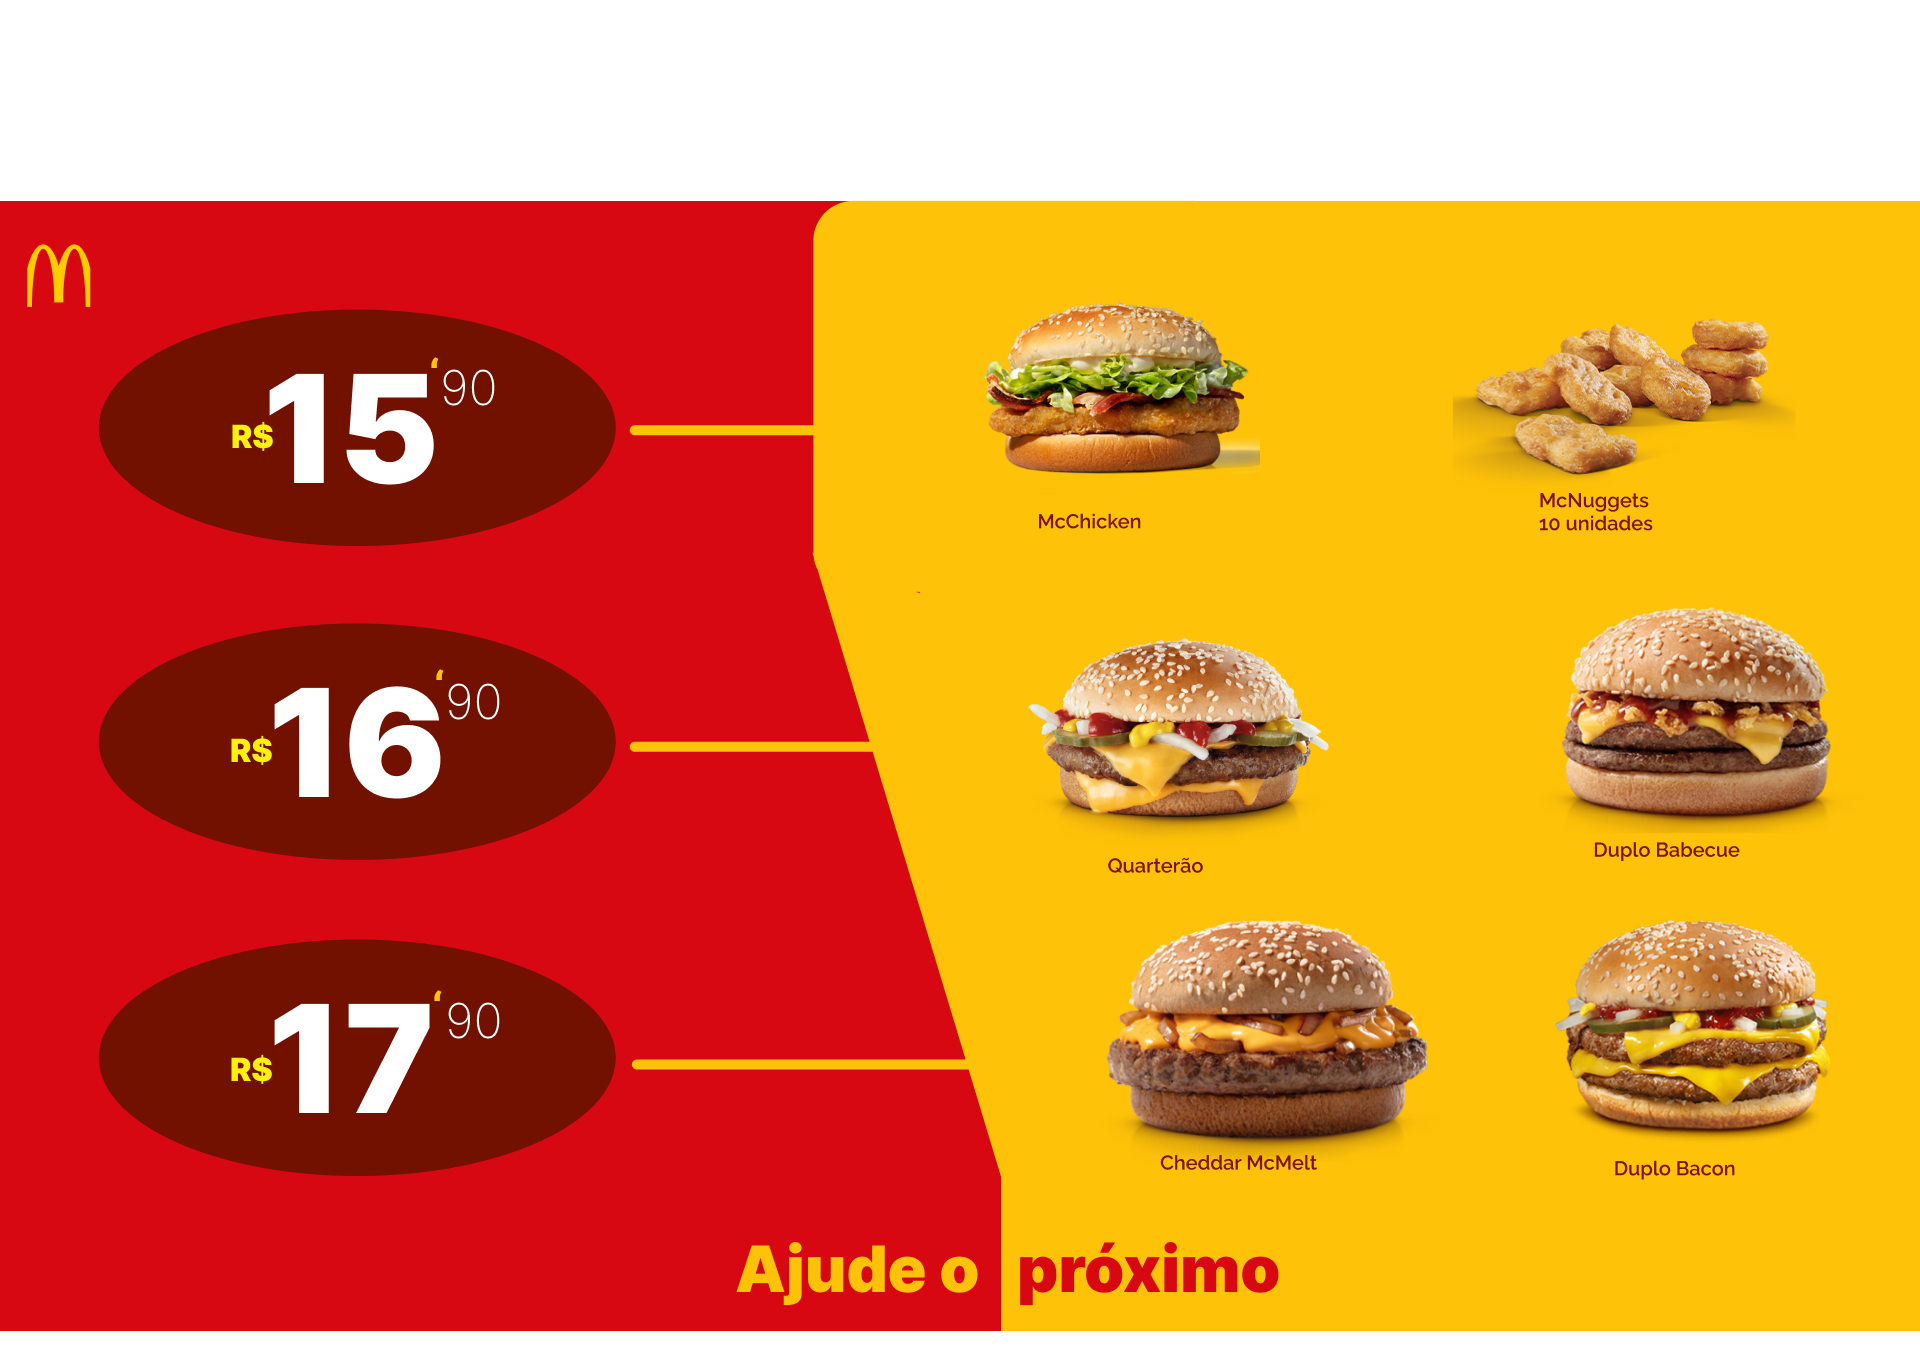 R$15‘90
McChicken
McNuggets
10 unidades
R$16‘90
Quarterão
Duplo Babecue
R$17‘90
Cheddar McMelt
Duplo Bacon
Ajude o próximo